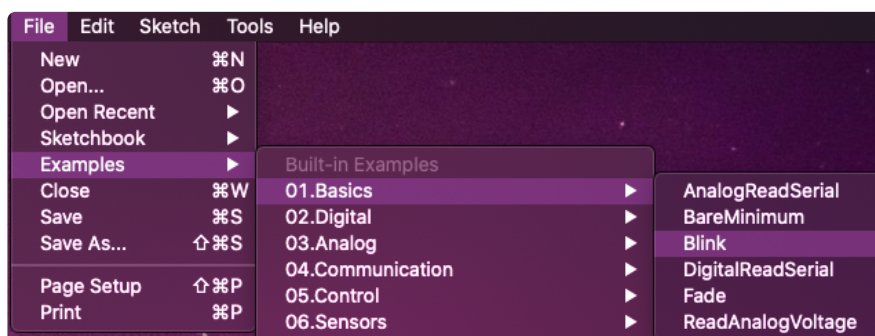 File Edit Sketch Tools Help
New ⌘N
Open... ⌘O
Open Recent ▶
Sketchbook ▶
Examples ▶
Close ⌘W
Save ⌘S
Save As... ⇧⌘S
Page Setup ⇧⌘P
Print ⌘P
Built-in Examples
01.Basics ▶
02.Digital ▶
03.Analog ▶
04.Communication ▶
05.Control ▶
06.Sensors ▶
AnalogReadSerial
BareMinimum
Blink
DigitalReadSerial
Fade
ReadAnalogVoltage